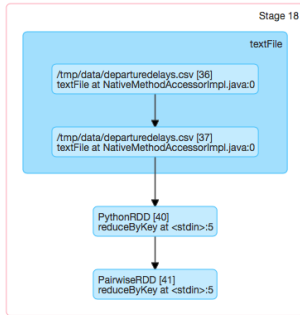 Stage 18
textFile
/tmp/data/departuredelays.csv [36]
textFile at NativeMethodAccessorImpl.java:0
/tmp/data/departuredelays.csv [37]
textFile at NativeMethodAccessorImpl.java:0
PythonRDD [40]
reduceByKey at <stdin>:5
PairwiseRDD [41]
reduceByKey at <stdin>:5